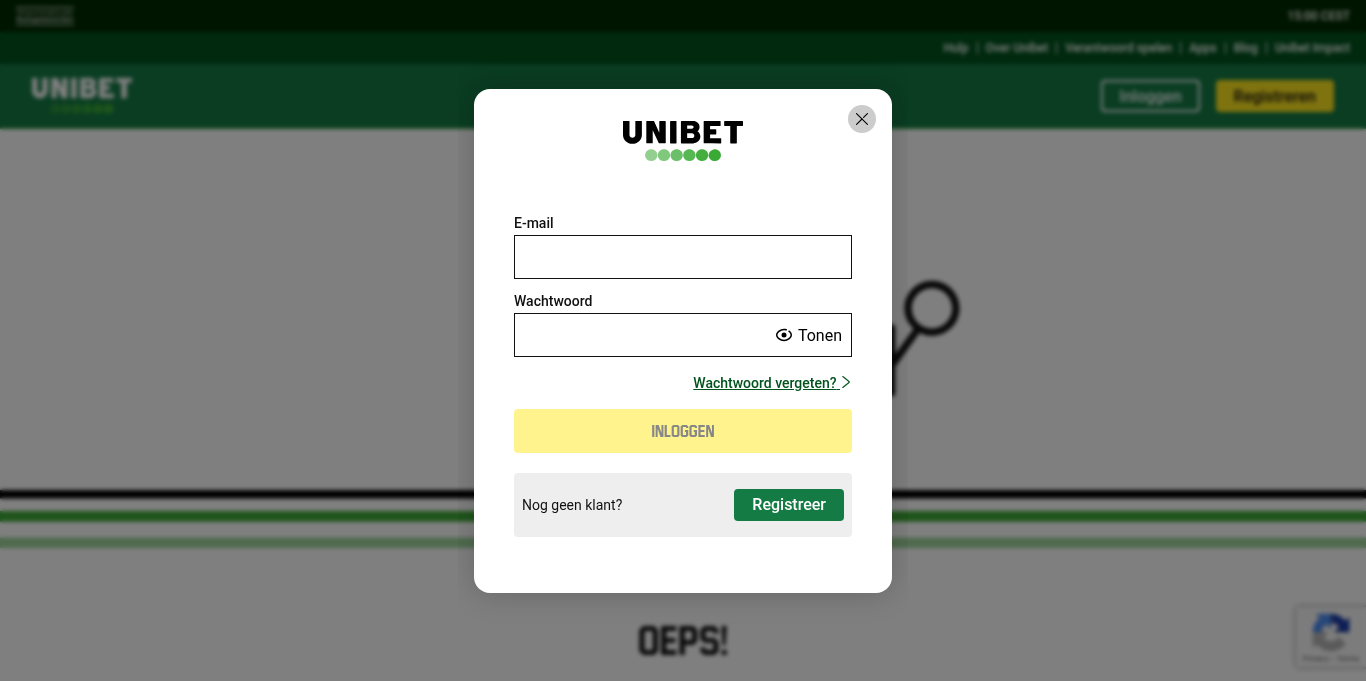 15:00 CEST
Hulp | Over Unibet | Verantwoord spelen | Apps | Blog | Unibet Impact
UNIBET
Inloggen
Registreren
UNIBET
E-mail
Wachtwoord
Tonen
Wachtwoord vergeten?
INLOGGEN
Nog geen klant?
Registreer
OEPS!